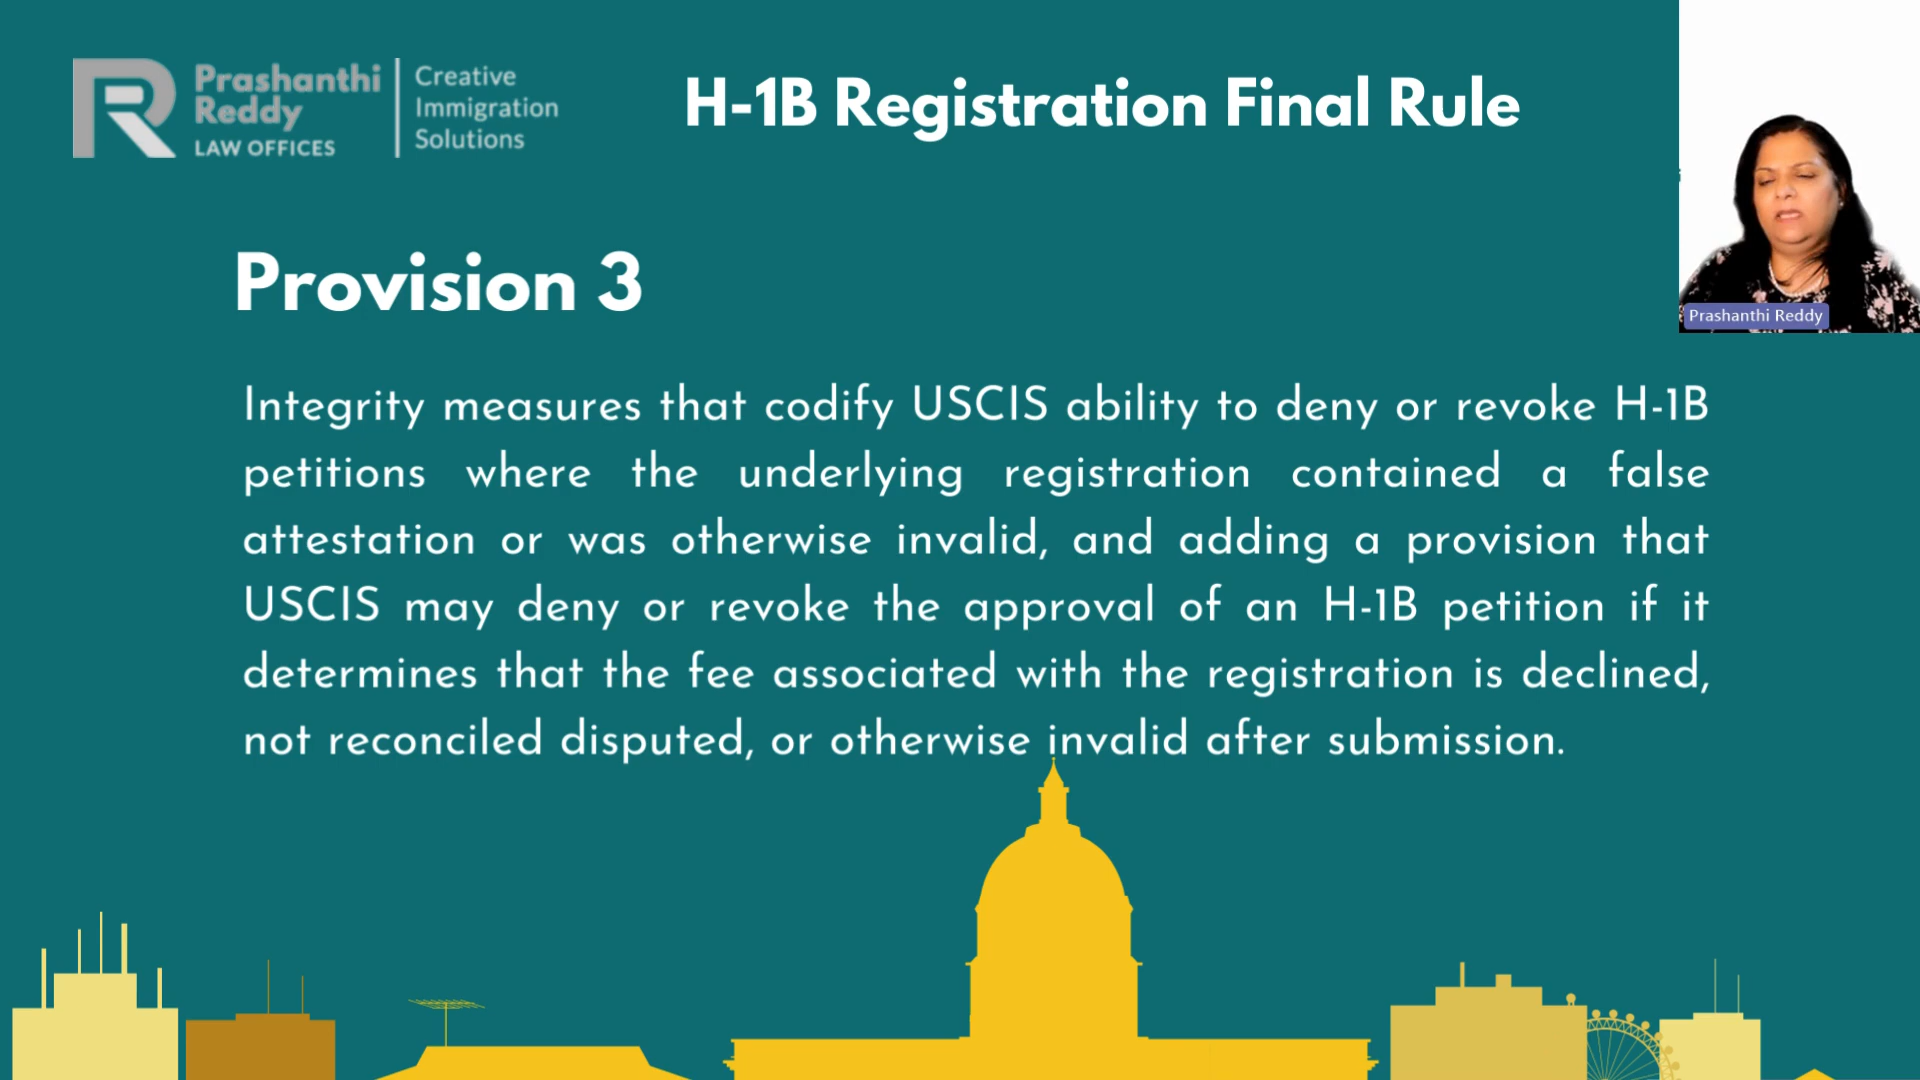 Prashanthi
Reddy
LAW OFFICES
Creative
Immigration
Solutions
H-1B Registration Final Rule
Provision 3
Integrity measures that codify USCIS ability to deny or revoke H-1B
petitions where the underlying registration contained a false
attestation or was otherwise invalid, and adding a provision that
USCIS may deny or revoke the approval of an H-1B petition if it
determines that the fee associated with the registration is declined,
not reconciled disputed, or otherwise invalid after submission.
Prashanthi Reddy